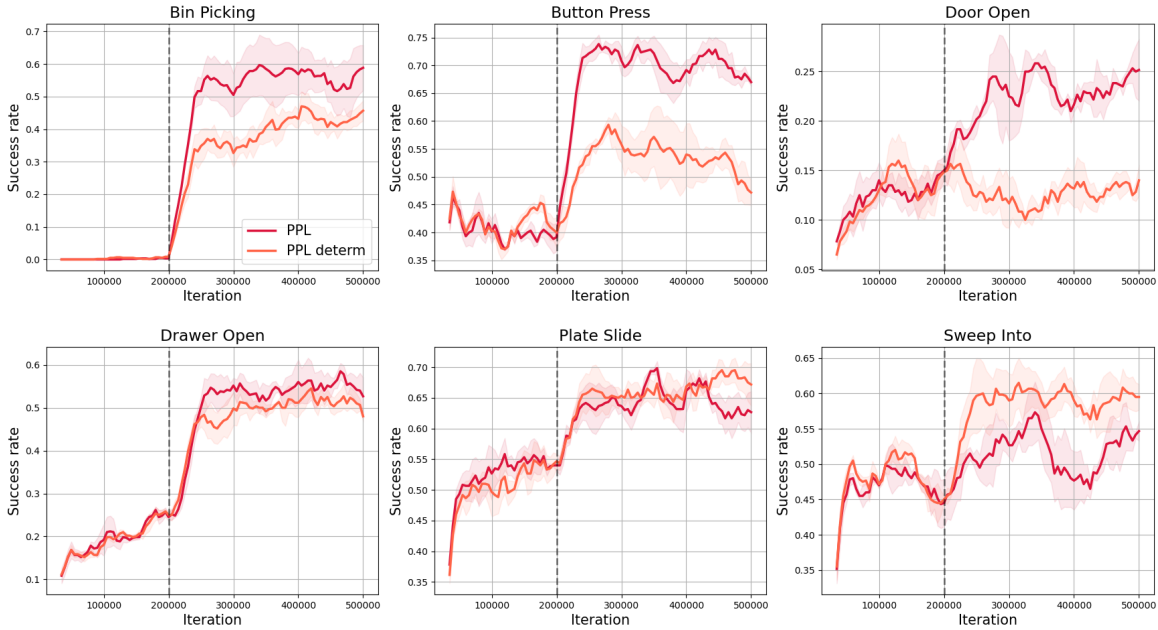 Bin Picking
0.7
0.6
0.5
0.4
0.3
0.2
0.1
0.0
Success rate
100000 200000 300000 400000 500000
Iteration
PPL
PPL determ
Button Press
0.75
0.70
0.65
0.60
0.55
0.50
0.45
0.40
0.35
Success rate
100000 200000 300000 400000 500000
Iteration
Door Open
0.25
0.20
0.15
0.10
0.05
Success rate
100000 200000 300000 400000 500000
Iteration
Drawer Open
0.6
0.5
0.4
0.3
0.2
0.1
Success rate
100000 200000 300000 400000 500000
Iteration
Plate Slide
0.70
0.65
0.60
0.55
0.50
0.45
0.40
0.35
Success rate
100000 200000 300000 400000 500000
Iteration
Sweep Into
0.65
0.60
0.55
0.50
0.45
0.40
0.35
Success rate
100000 200000 300000 400000 500000
Iteration